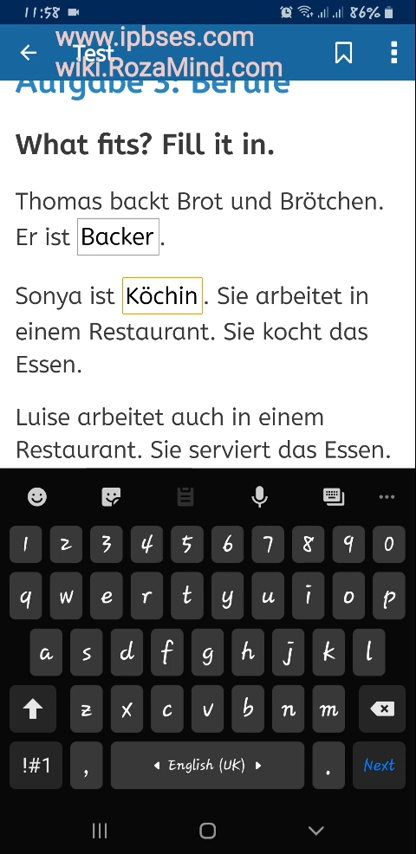 11:58
86%
www.ipbses.com
Test
wiki.RozaMind.com
Aufgabe 3: Berufe
What fits? Fill it in.
Thomas backt Brot und Brötchen.
Er ist Backer.
Sonya ist Köchin. Sie arbeitet in
einem Restaurant. Sie kocht das
Essen.
Luise arbeitet auch in einem
Restaurant. Sie serviert das Essen.
1 2 3 4 5 6 7 8 9 0
q w e r t y u i o p
a s d f g h j k l
z x c v b n m
!#1 , English (UK) . Next